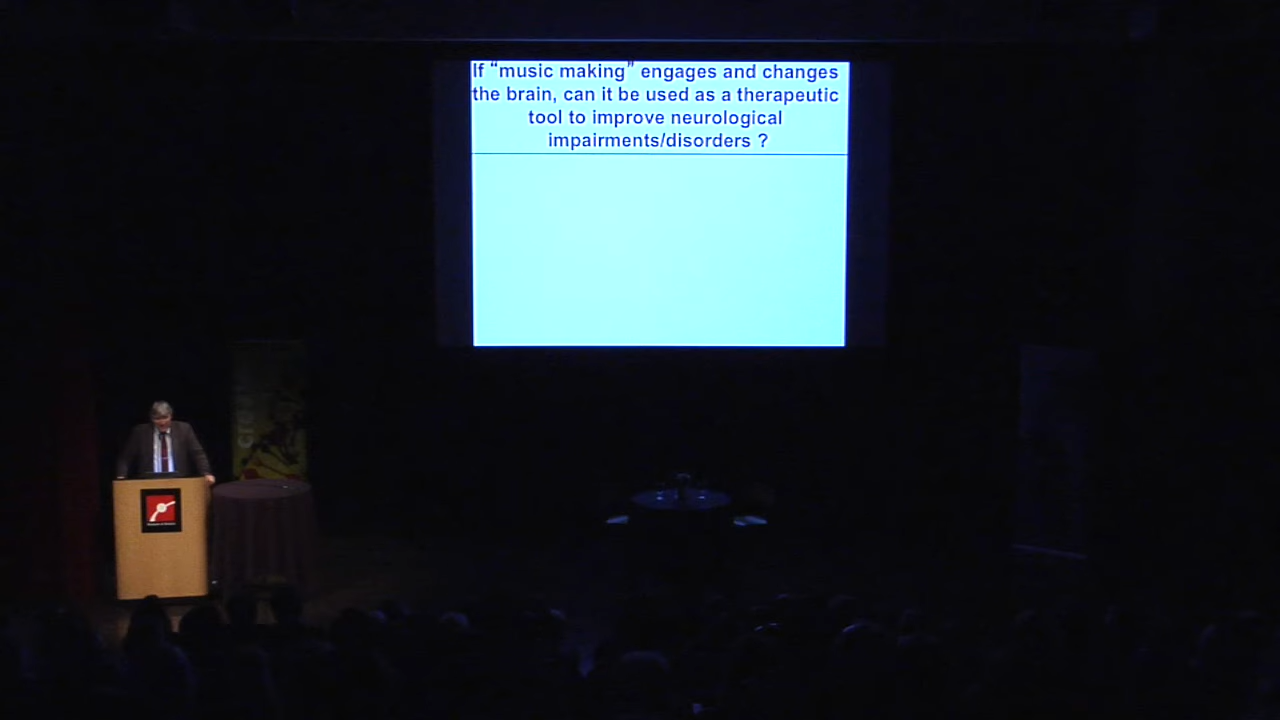 If “music making” engages and changes
the brain, can it be used as a therapeutic
tool to improve neurological
impairments/disorders ?